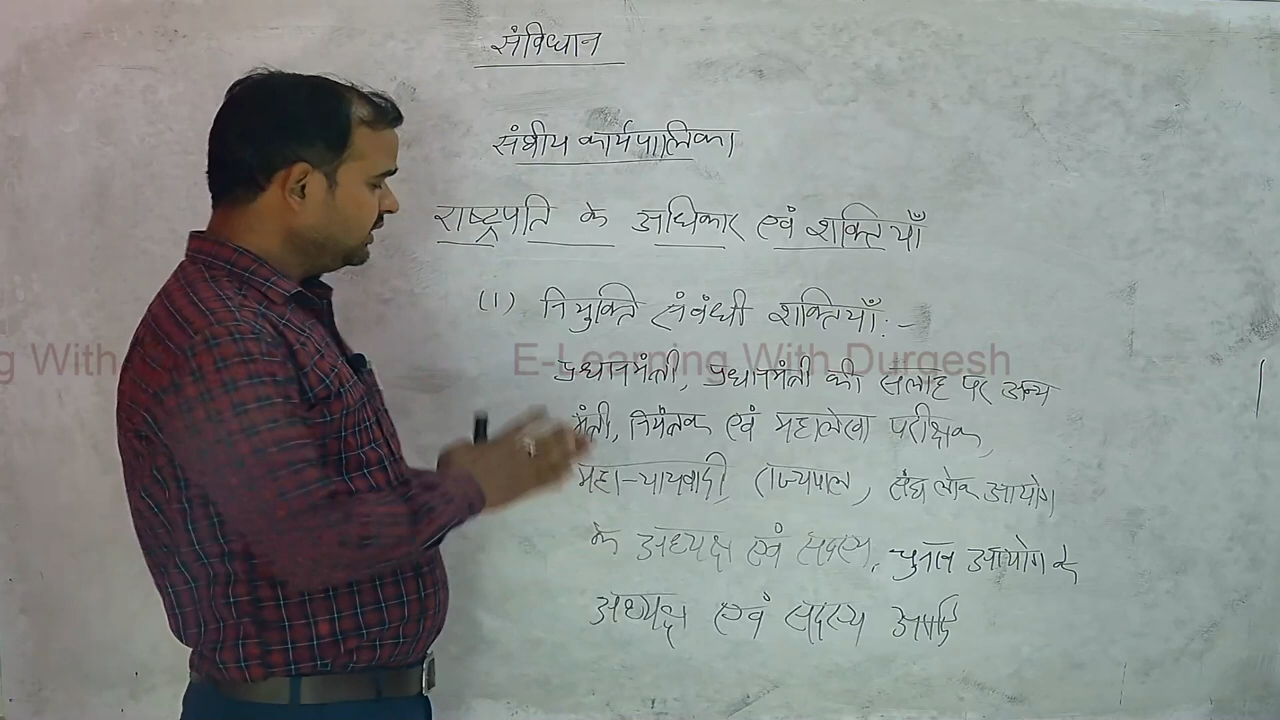 संविधान
संघीय कार्यपालिका
राष्ट्रपति के अधिकार एवं शक्तियाँ
(1) नियुक्ति संबंधी शक्तियाँ :-
g With E-Learning With Durgesh
प्रधानमंत्री, प्रधानमंत्री की सलाह पर अन्य
मंत्री, नियंत्रक एवं महालेखा परीक्षक,
महान्यायवादी, राज्यपाल, संघ लोक आयोग
के अध्यक्ष एवं सदस्य, चुनाव आयोग के
अध्यक्ष एवं सदस्य आदि